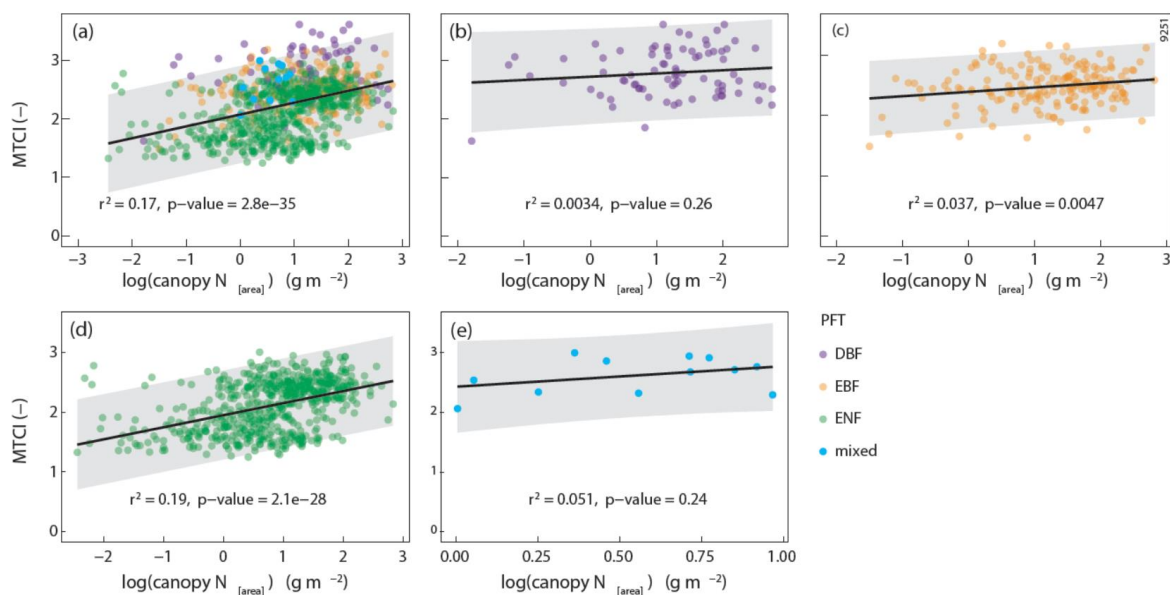 (a)
(b)
(c)
9251
MTCI (−)
3
2
1
0
r² = 0.17, p−value = 2.8e−35
r² = 0.0034, p−value = 0.26
r² = 0.037, p−value = 0.0047
−3 −2 −1 0 1 2 3
−2 −1 0 1 2
−2 −1 0 1 2 3
log(canopy N [area] ) (g m −2)
log(canopy N [area] ) (g m −2)
log(canopy N [area] ) (g m −2)
(d)
(e)
MTCI (−)
3
2
1
0
3
2
1
0
r² = 0.19, p−value = 2.1e−28
r² = 0.051, p−value = 0.24
−2 −1 0 1 2 3
0.00 0.25 0.50 0.75 1.00
log(canopy N [area] ) (g m −2)
log(canopy N [area] ) (g m −2)
PFT
DBF
EBF
ENF
mixed